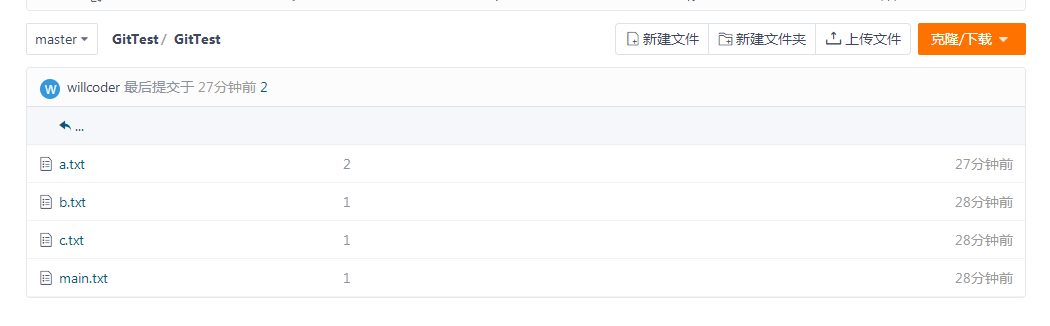 master GitTest / GitTest 新建文件 新建文件夹 上传文件 克隆/下载
W willcoder 最后提交于 27分钟前 2
...
a.txt 2 27分钟前
b.txt 1 28分钟前
c.txt 1 28分钟前
main.txt 1 28分钟前